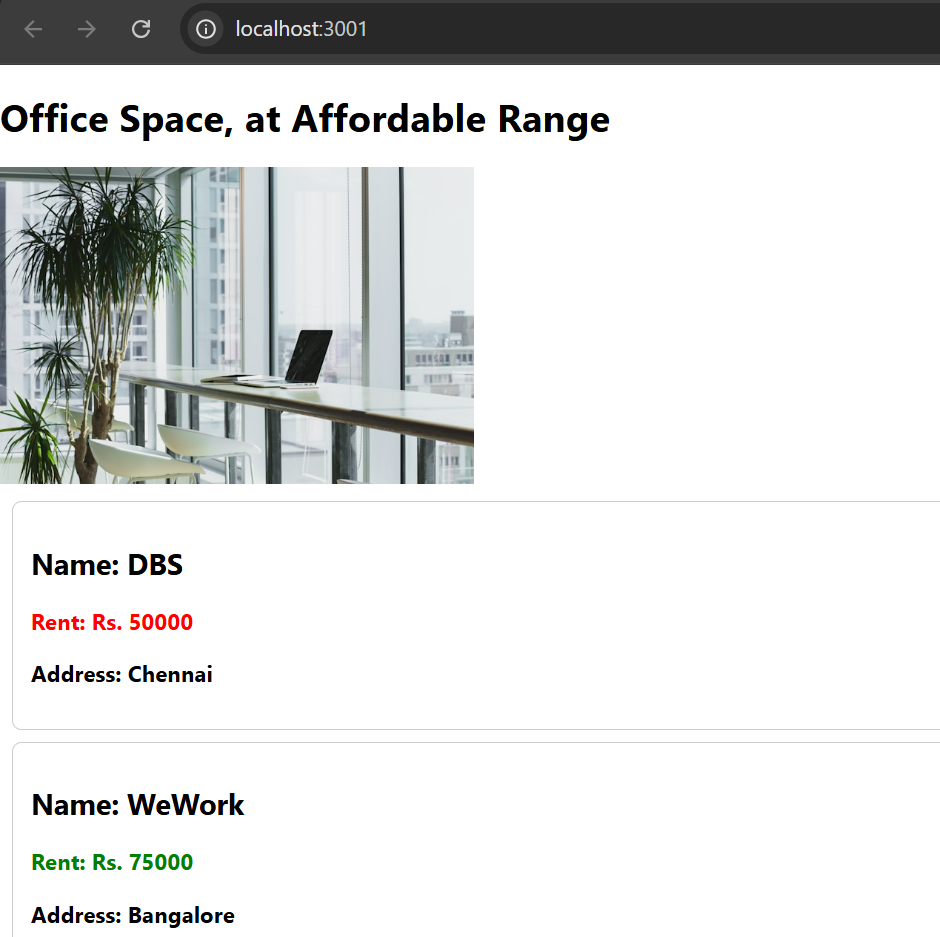 localhost:3001
Office Space, at Affordable Range
Name: DBS
Rent: Rs. 50000
Address: Chennai
Name: WeWork
Rent: Rs. 75000
Address: Bangalore